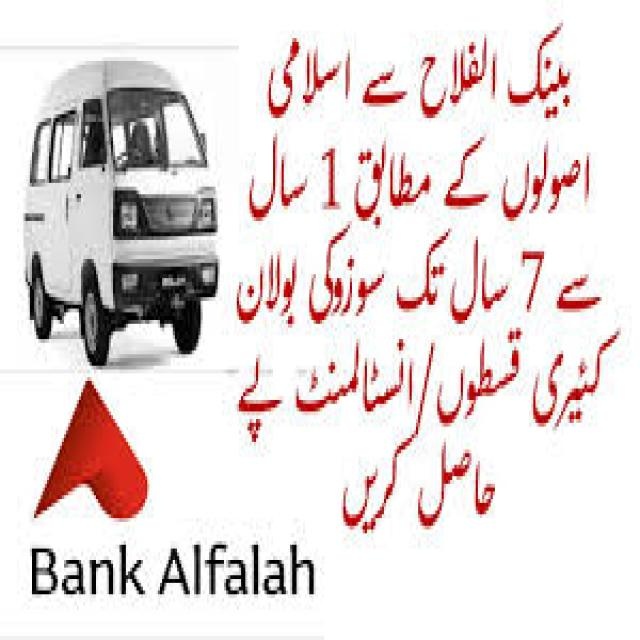 بینک الفلاح سے اسلامی
اصولوں کے مطابق 1 سال
سے 7 سال تک سوزوکی بولان
کئیری قسطوں/انسٹالمنٹ پے
حاصل کریں
Bank Alfalah